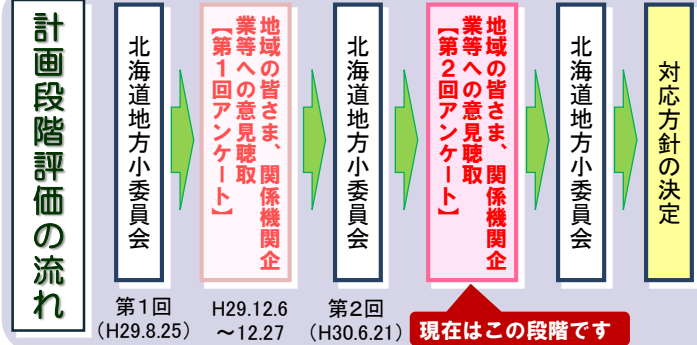 計画段階評価の流れ
北海道地方小委員会
第1回
（H29.8.25）
地域の皆さま、関係機関企
業等への意見聴取
【第1回アンケート】
H29.12.6
～12.27
北海道地方小委員会
第2回
（H30.6.21）
地域の皆さま、関係機関企
業等への意見聴取
【第2回アンケート】
現在はこの段階です
北海道地方小委員会
対応方針の決定